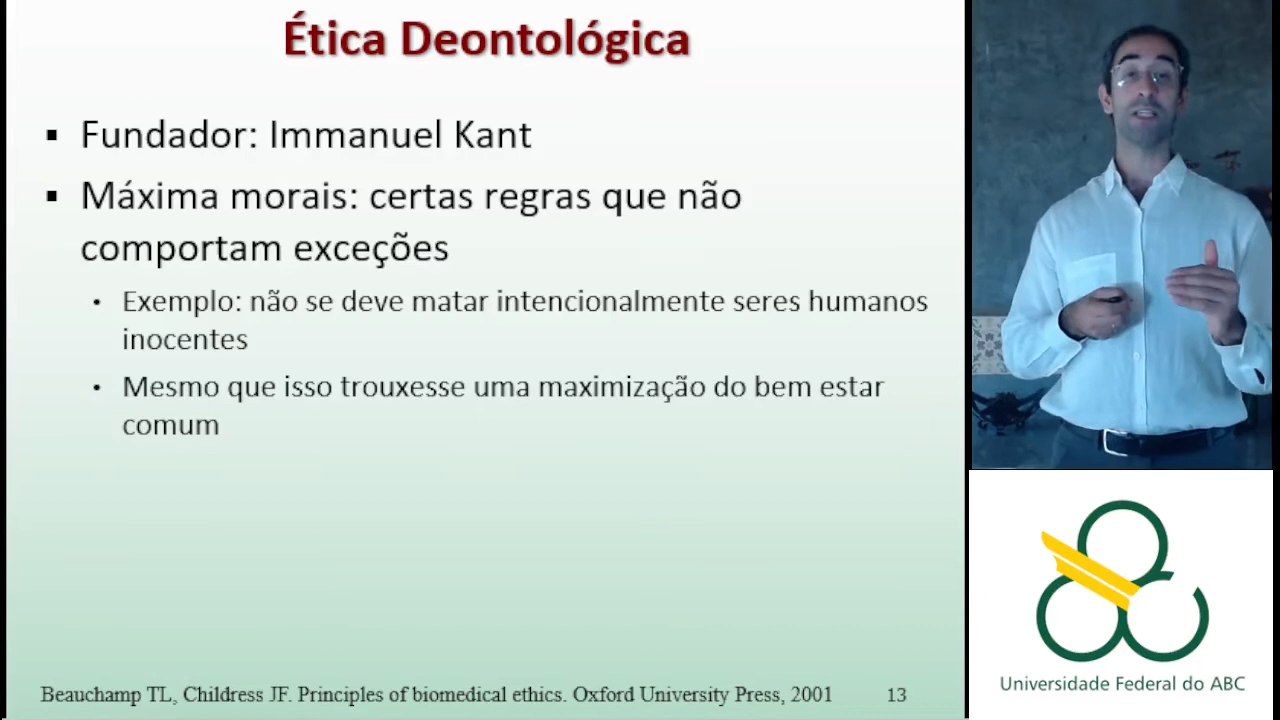 Ética Deontológica
▪ Fundador: Immanuel Kant
▪ Máxima morais: certas regras que não
comportam exceções
• Exemplo: não se deve matar intencionalmente seres humanos
inocentes
• Mesmo que isso trouxesse uma maximização do bem estar
comum
Beauchamp TL, Childress JF. Principles of biomedical ethics. Oxford University Press, 2001
13
Universidade Federal do ABC